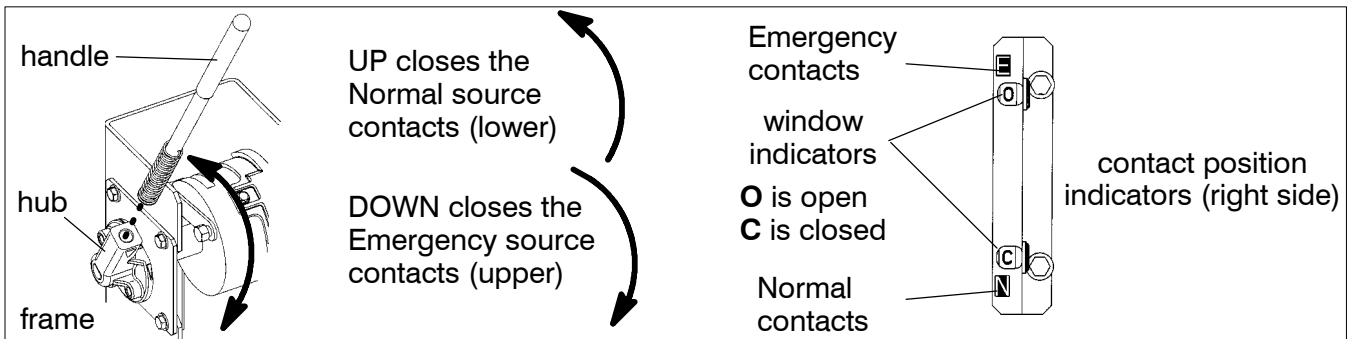 handle
hub
frame
UP closes the
Normal source
contacts (lower)
DOWN closes the
Emergency source
contacts (upper)
Emergency
contacts
window
indicators
O is open
C is closed
Normal
contacts
E
O
C
N
contact position
indicators (right side)